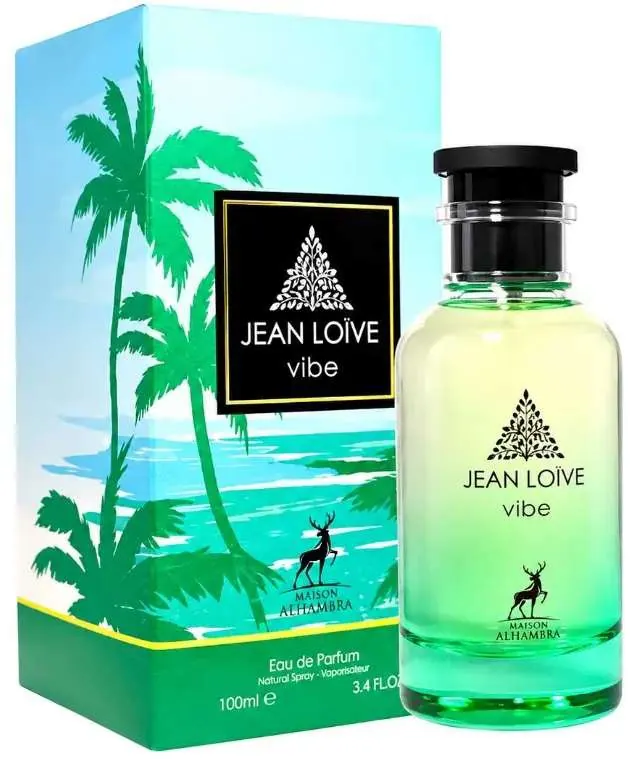 JEAN LOÏVE
vibe
MAISON
ALHAMBRA
Eau de Parfum
Natural Spray - Vaporisateur
100ml ℮
3.4 FL.O
JEAN LOÏVE
vibe
MAISON
ALHAMBRA